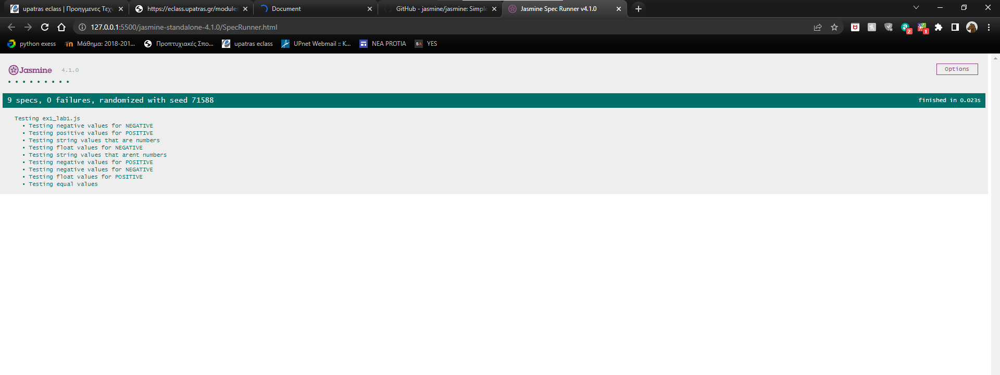 upatras eclass | Προηγμενες Τεχν
https://eclass.upatras.gr/modules
Document
GitHub - jasmine/jasmine: Simple
Jasmine Spec Runner v4.1.0
127.0.0.1:5500/jasmine-standalone-4.1.0/SpecRunner.html
2
1
python exess
Μάθημα: 2018-201...
Προπτυχιακές Σπο...
upatras eclass
UPnet Webmail :: K...
NEA PROTIA
SA
YES
Jasmine
4.1.0
Options
9 specs, 0 failures, randomized with seed 71588
finished in 0.023s
Testing ex1_lab1.js
• Testing negative values for NEGATIVE
• Testing positive values for POSITIVE
• Testing string values that are numbers
• Testing float values for NEGATIVE
• Testing string values that arent numbers
• Testing negative values for POSITIVE
• Testing negative values for NEGATIVE
• Testing float values for POSITIVE
• Testing equal values